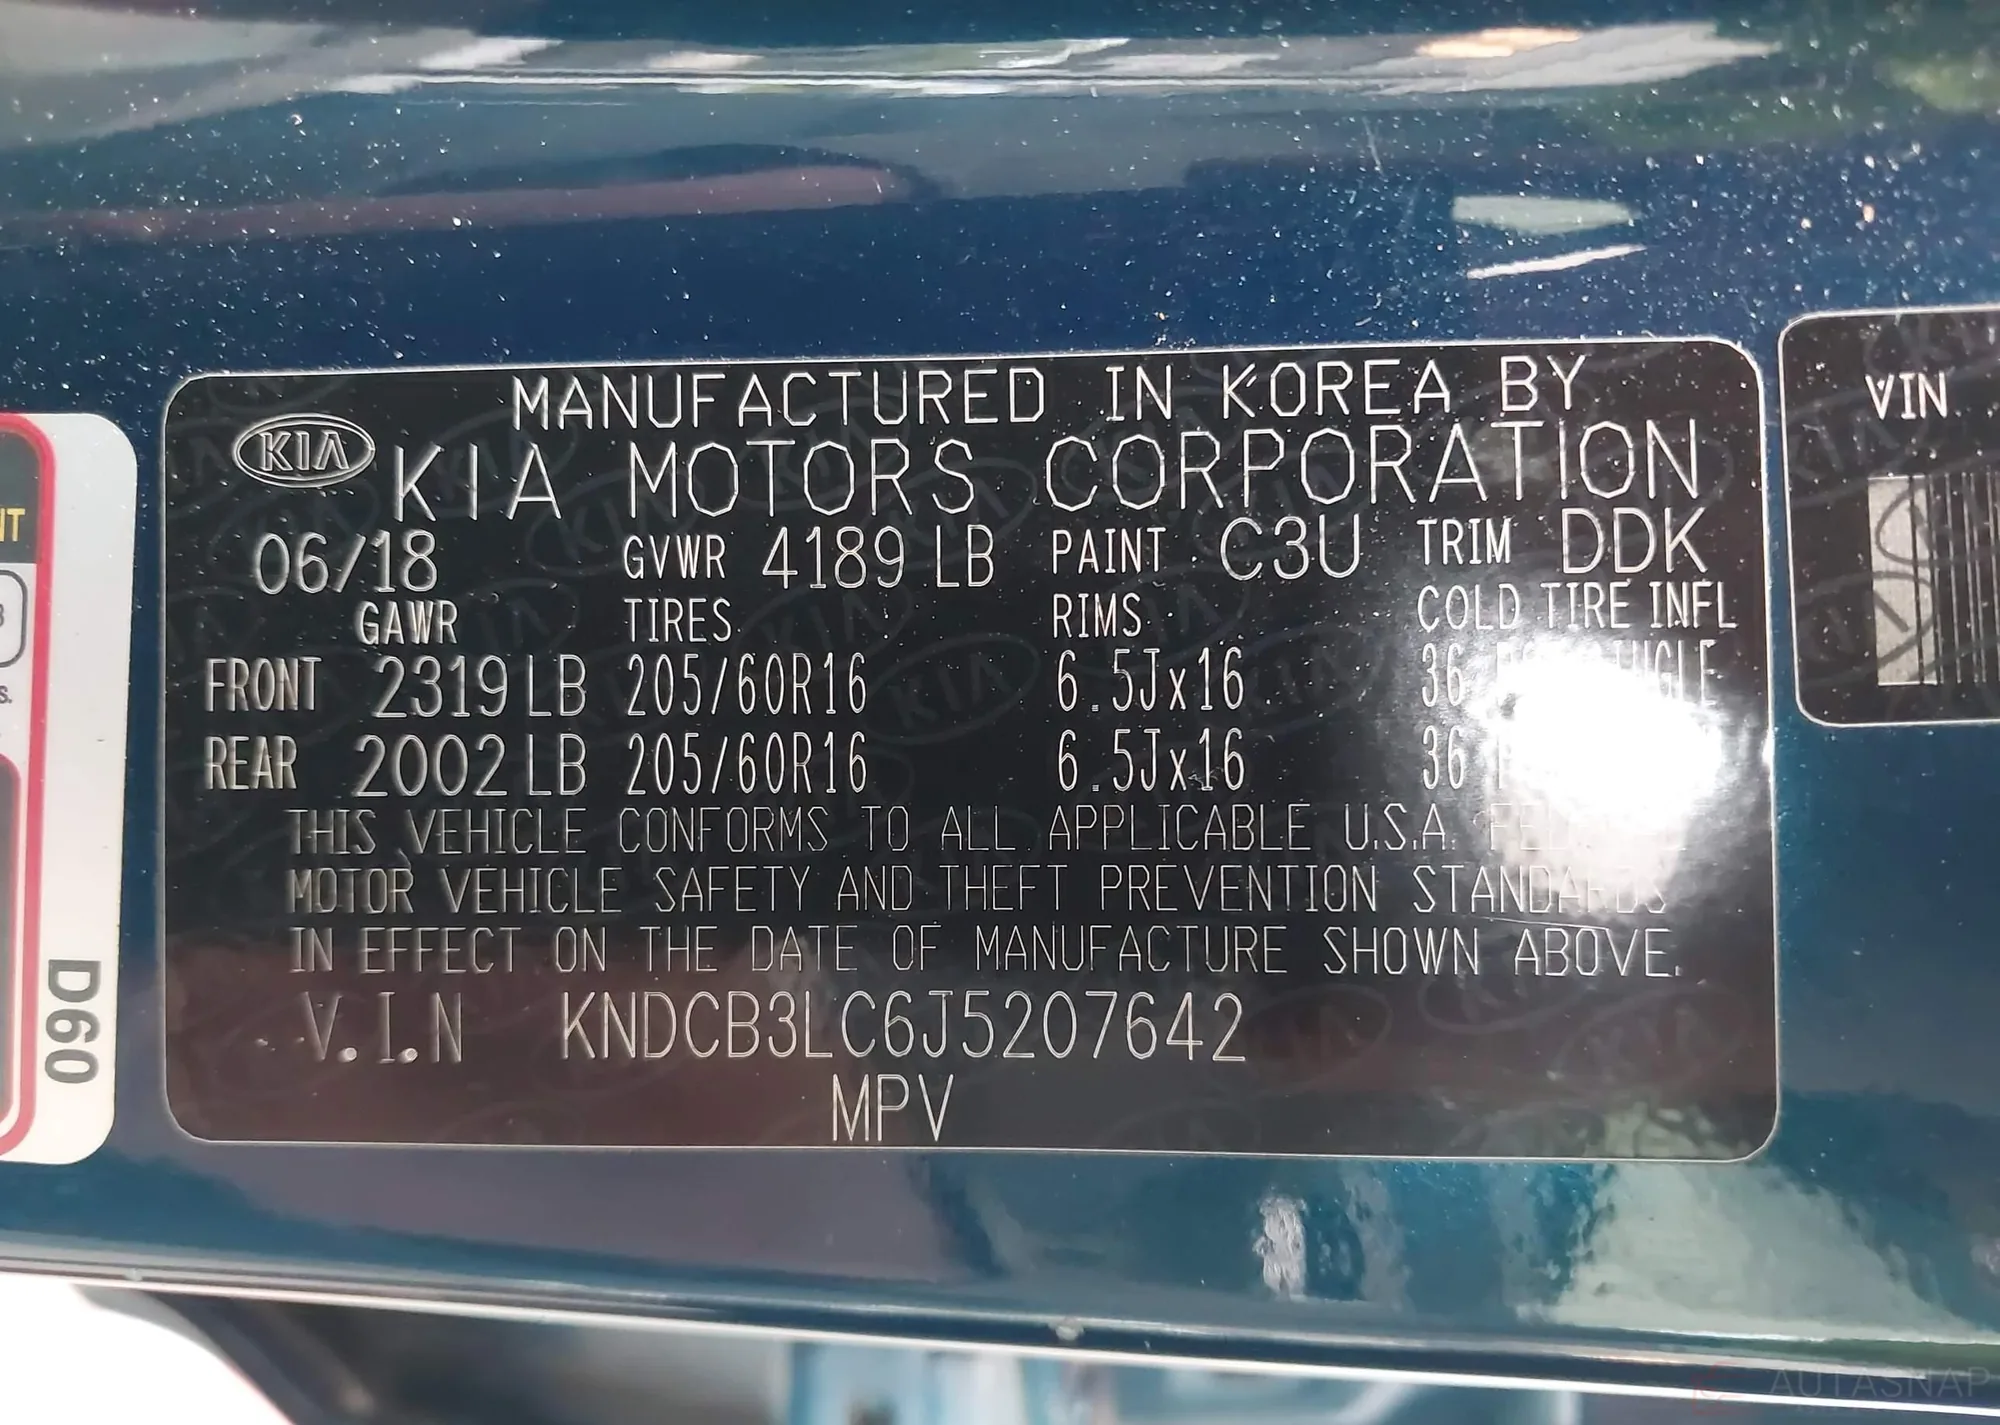 MANUFACTURED IN KOREA BY
KIA KIA MOTORS CORPORATION
06/18 GVWR 4189 LB PAINT C3U TRIM DDK
GAWR TIRES RIMS COLD TIRE INFL
FRONT 2319 LB 205/60R16 6.5Jx16 36
REAR 2002 LB 205/60R16 6.5Jx16 36
THIS VEHICLE CONFORMS TO ALL APPLICABLE U.S.A. FEDERAL
MOTOR VEHICLE SAFETY AND THEFT PREVENTION STANDARDS
IN EFFECT ON THE DATE OF MANUFACTURE SHOWN ABOVE.
V.I.N KNDCB3LC6J5207642
MPV
VIN
D60
AUTASNAP